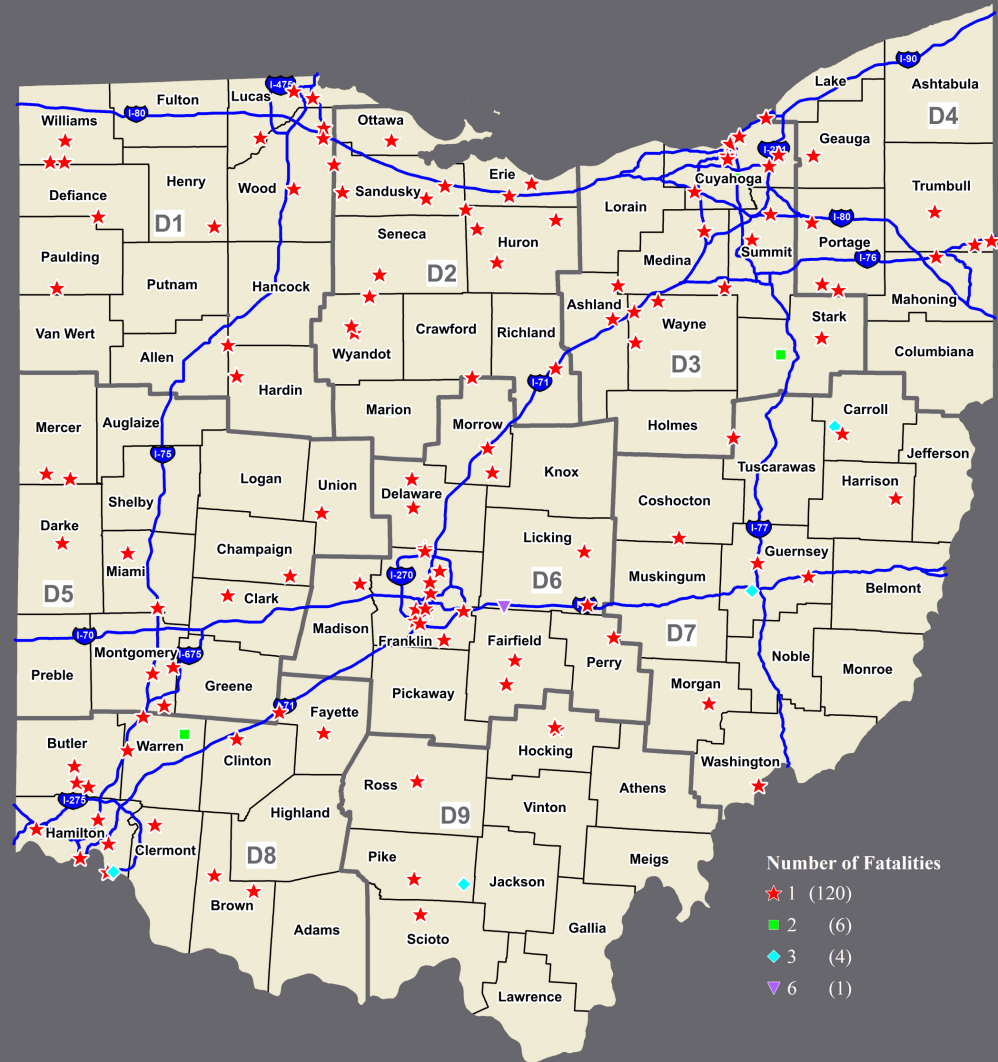 I-90
Lake
Ashtabula
I-475
Lucas
Fulton
I-80
Williams
Ottawa
D4
Geauga
Erie
Cuyahoga
Henry
Wood
Sandusky
Defiance
Trumbull
Lorain
D1
I-80
Seneca
Huron
Portage
Summit
Paulding
Medina
I-76
Putnam
D2
Hancock
Mahoning
Ashland
Stark
Van Wert
Crawford
Richland
Wayne
Allen
Wyandot
Columbiana
D3
I-71
Hardin
Marion
Carroll
Auglaize
Morrow
Holmes
Mercer
Jefferson
I-75
Tuscarawas
Knox
Logan
Union
Harrison
Delaware
Shelby
Coshocton
Darke
I-77
Licking
Champaign
Guernsey
Miami
I-270
Muskingum
D6
Belmont
D5
Clark
Madison
D7
I-70
Franklin
Fairfield
Montgomery
I-675
Noble
Perry
Monroe
Preble
Greene
Morgan
Pickaway
I-71
Fayette
Butler
Warren
Hocking
Clinton
Washington
Ross
Athens
I-275
Vinton
Highland
D9
Hamilton
Clermont
D8
Pike
Meigs
Jackson
Number of Fatalities
1 (120)
Brown
2 (6)
Adams
Gallia
Scioto
3 (4)
6 (1)
Lawrence